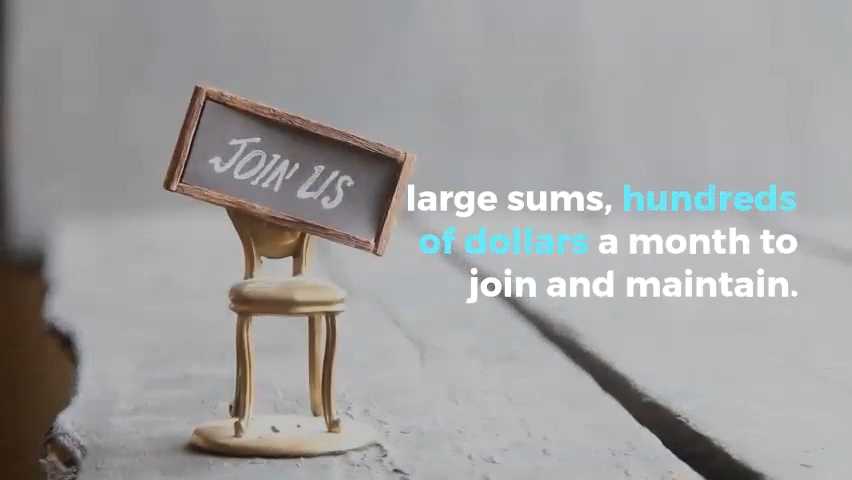 JOIN US
large sums, hundreds
of dollars a month to
join and maintain.